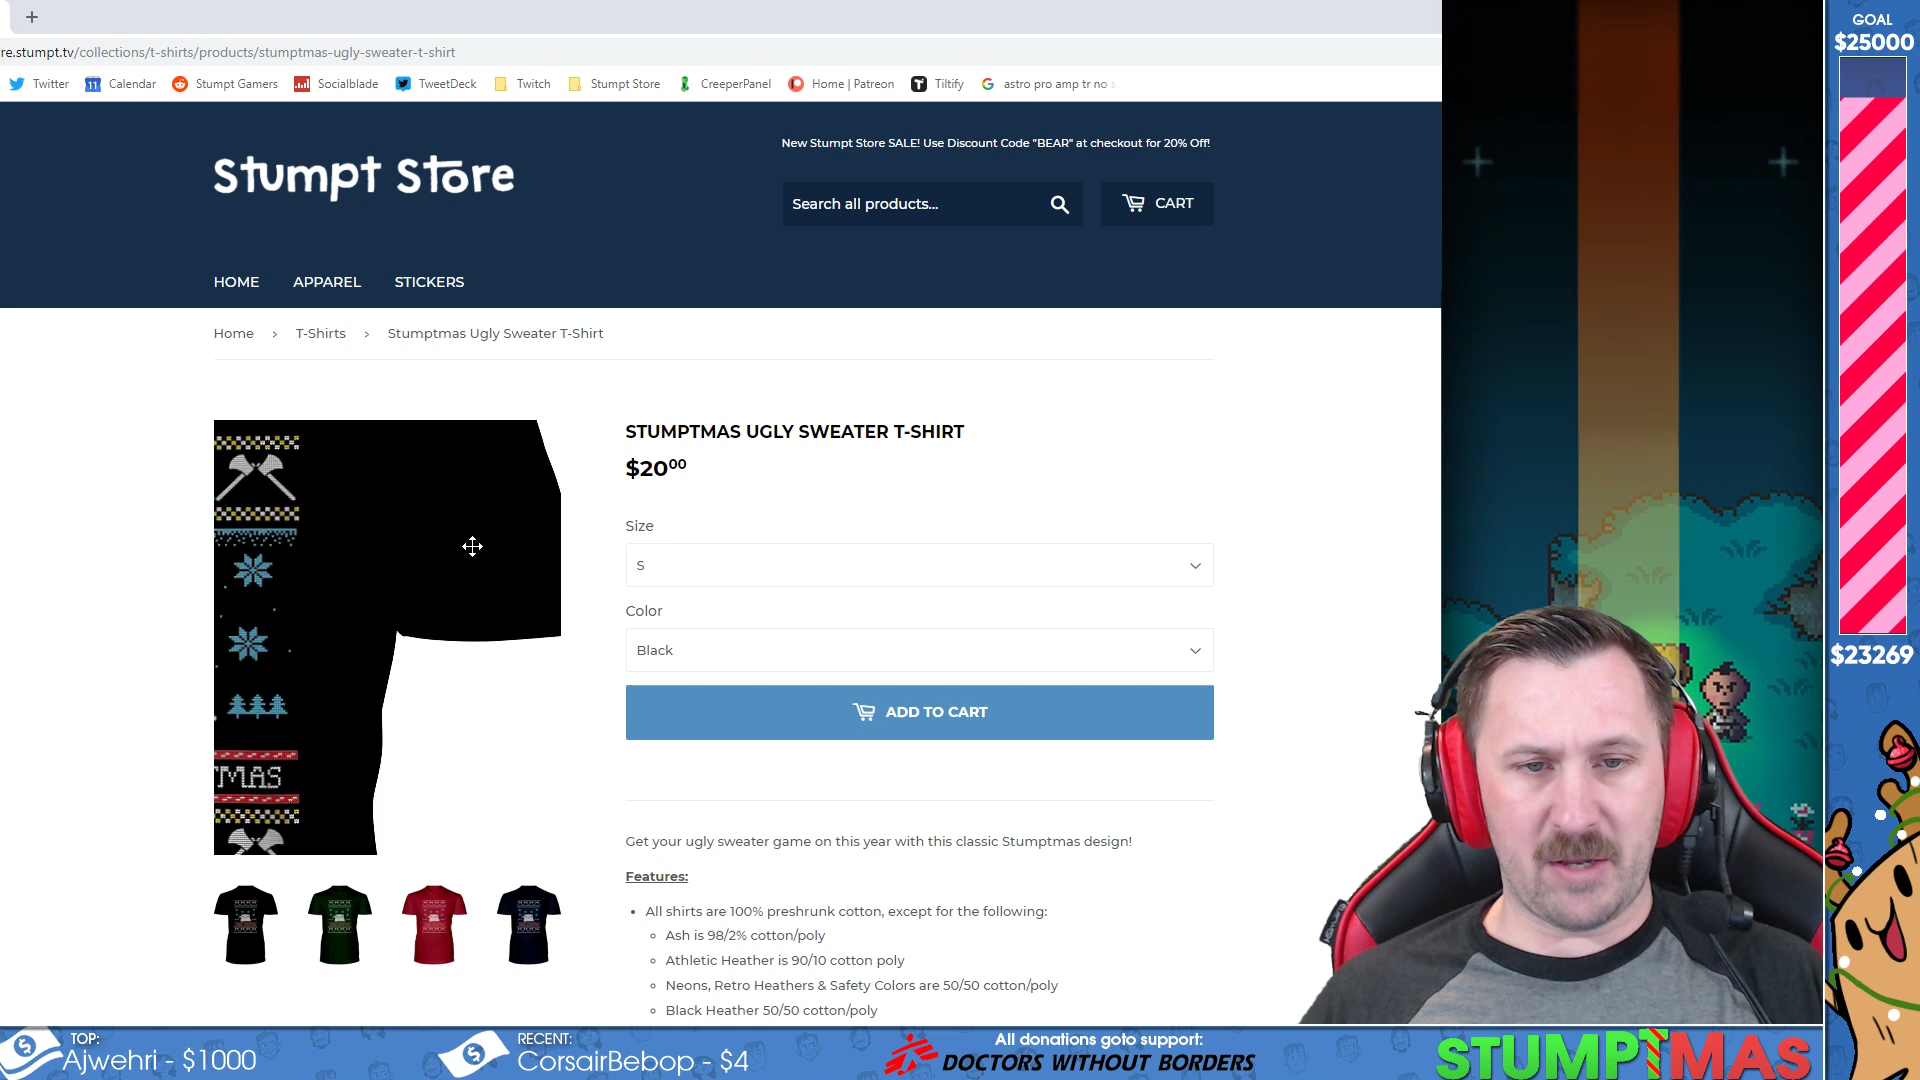 re.stumpt.tv/collections/t-shirts/products/stumptmas-ugly-sweater-t-shirt
Twitter
11 Calendar
Stumpt Gamers
Socialblade
TweetDeck
Twitch
Stumpt Store
CreeperPanel
Home | Patreon
Tiltify
astro pro amp tr no s
New Stumpt Store SALE! Use Discount Code "BEAR" at checkout for 20% Off!
Stumpt Store
Search all products...
CART
HOME
APPAREL
STICKERS
Home › T-Shirts › Stumptmas Ugly Sweater T-Shirt
STUMPTMAS UGLY SWEATER T-SHIRT
$20⁰⁰
Size
S
Color
Black
ADD TO CART
MAS
Get your ugly sweater game on this year with this classic Stumptmas design!
Features:
• All shirts are 100% preshrunk cotton, except for the following:
Ash is 98/2% cotton/poly
Athletic Heather is 90/10 cotton poly
Neons, Retro Heathers & Safety Colors are 50/50 cotton/poly
Black Heather 50/50 cotton/poly
GOAL
$25000
$23269
TOP:
Ajwehri - $1000
RECENT:
CorsairBebop - $4
All donations goto support:
DOCTORS WITHOUT BORDERS
STUMPTMAS